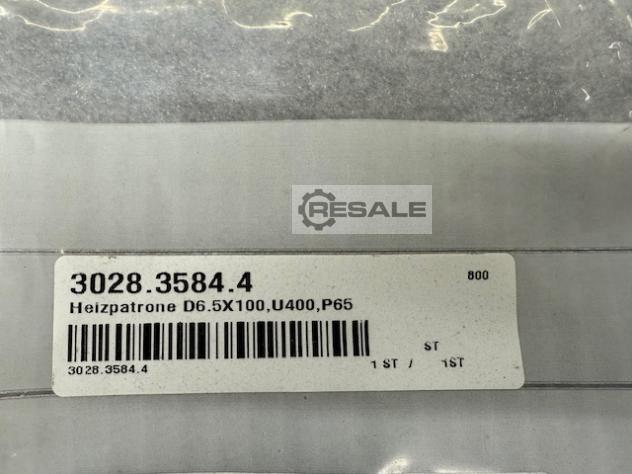 RESALE
3028.3584.4 800
Heizpatrone D6.5X100,U400,P65
3028.3584.4
ST
1 ST / 1ST